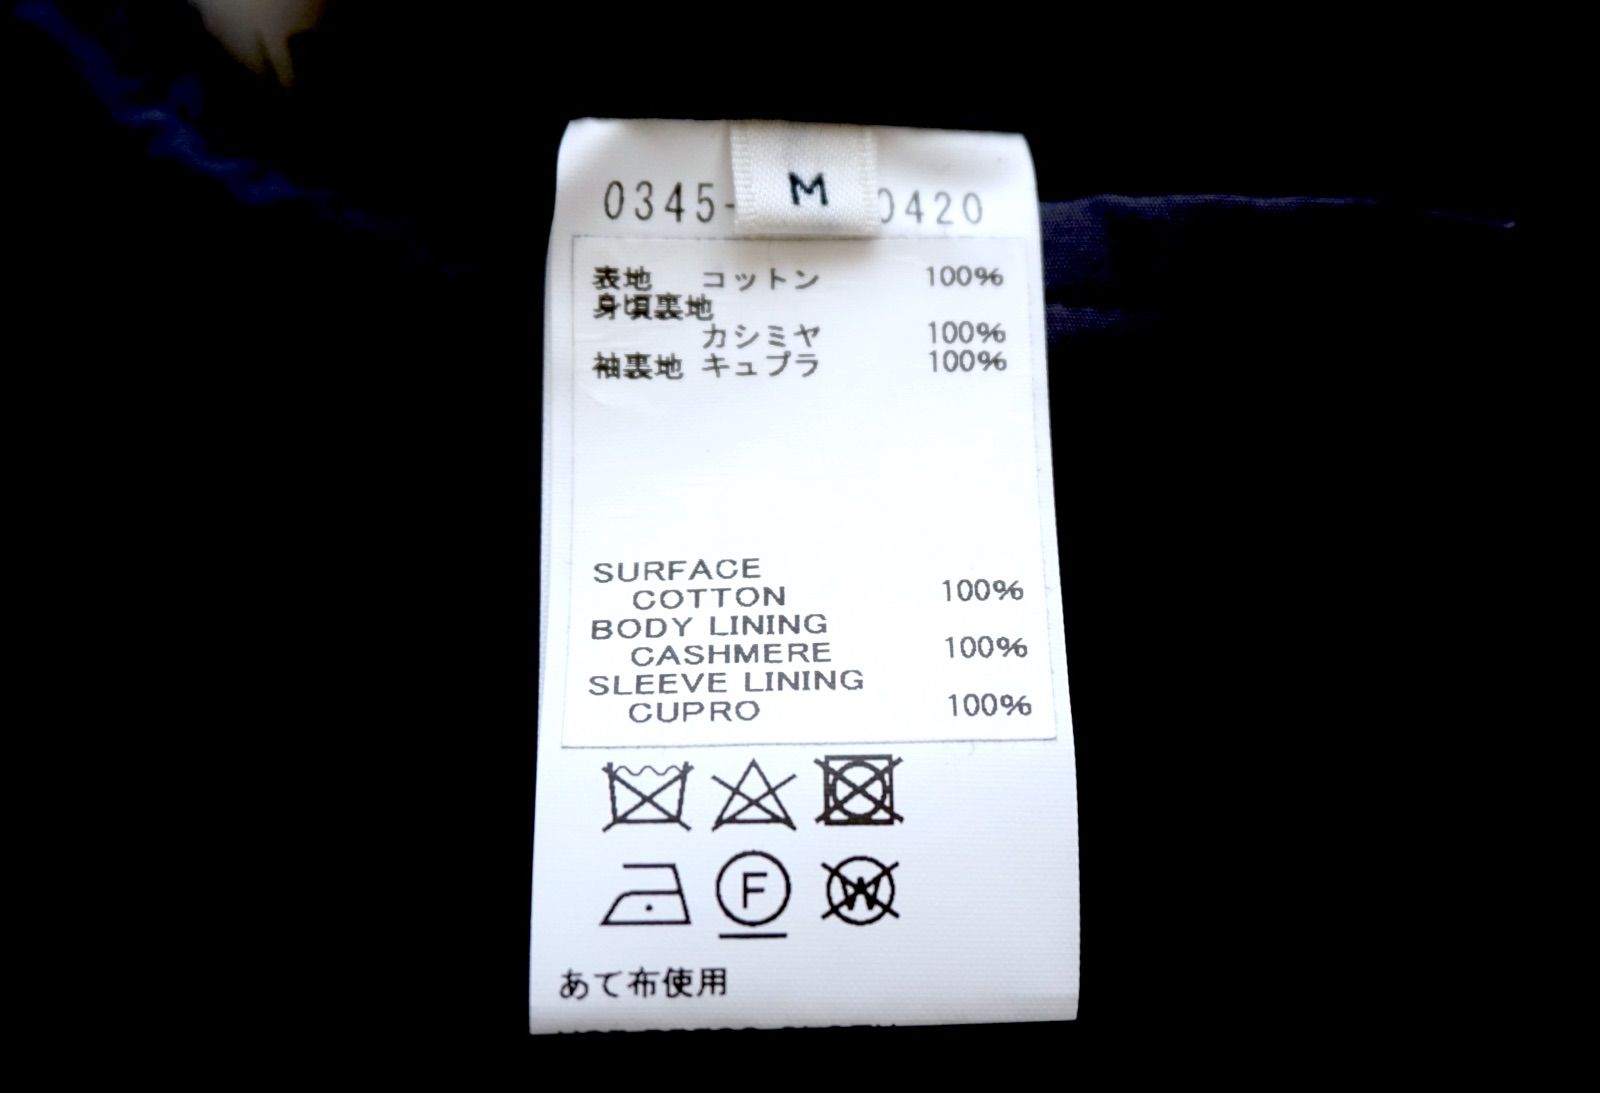 M
0345- 0420
表地 コットン 100%
身頃裏地
カシミヤ 100%
袖裏地 キュプラ 100%
SURFACE
COTTON 100%
BODY LINING
CASHMERE 100%
SLEEVE LINING
CUPRO 100%
F W
あて布使用